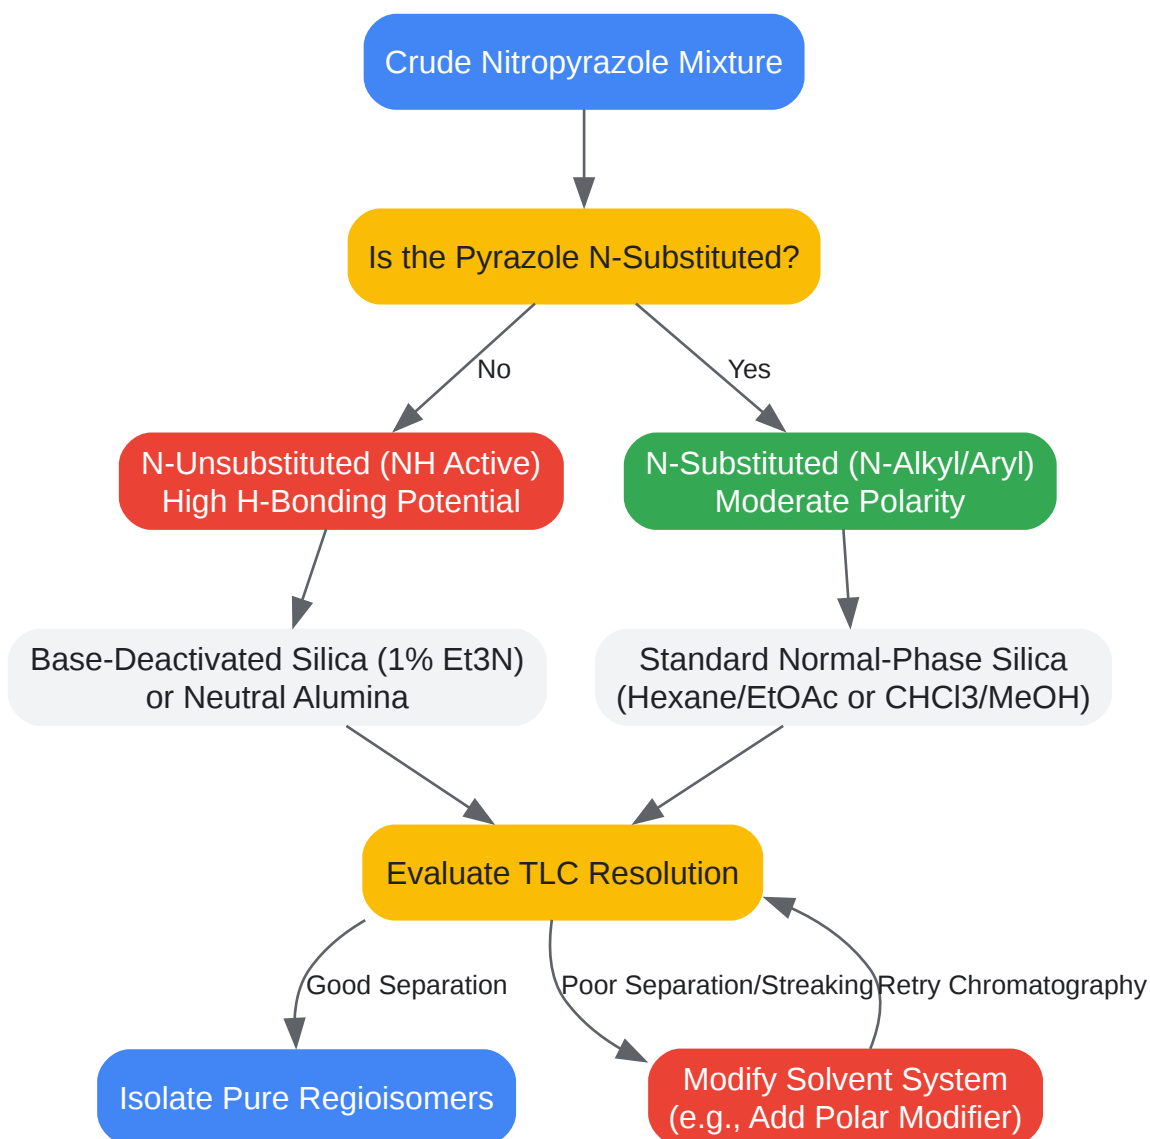 Crude Nitropyrazole Mixture
Is the Pyrazole N-Substituted?
No
Yes
N-Unsubstituted (NH Active)
High H-Bonding Potential
N-Substituted (N-Alkyl/Aryl)
Moderate Polarity
Base-Deactivated Silica (1% Et3N)
or Neutral Alumina
Standard Normal-Phase Silica
(Hexane/EtOAc or CHCl3/MeOH)
Evaluate TLC Resolution
Good Separation
Poor Separation/Streaking
Retry Chromatography
Isolate Pure Regioisomers
Modify Solvent System
(e.g., Add Polar Modifier)